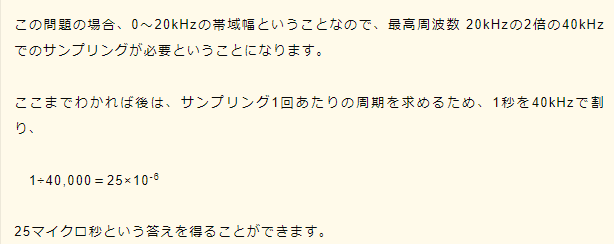 この問題の場合、0～20kHzの帯域幅ということなので、最高周波数 20kHzの2倍の40kHz
でのサンプリングが必要ということになります。
ここまでわかれば後は、サンプリング1回あたりの周期を求めるため、1秒を40kHzで割
り、
1÷40,000＝25×10⁻⁶
25マイクロ秒という答えを得ることができます。